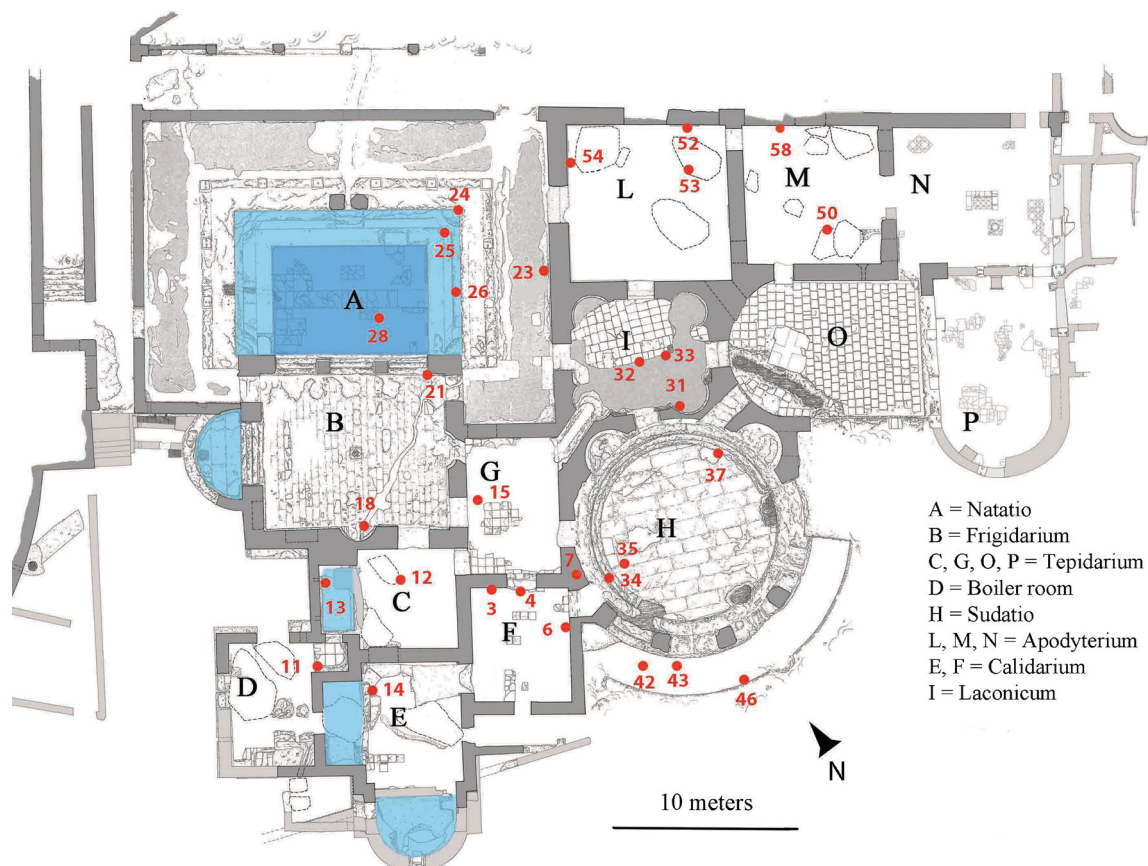 54
52
53
L
58
M
50
N
24
25
23
26
A
28
I
33
32
31
O
21
B
P
G
15
37
18
H
35
7
34
12
C
13
3
4
F
6
11
D
14
E
42
43
46
N
10 meters
A = Natatio
B = Frigidarium
C, G, O, P = Tepidarium
D = Boiler room
H = Sudatio
L, M, N = Apodyterium
E, F = Calidarium
I = Laconicum